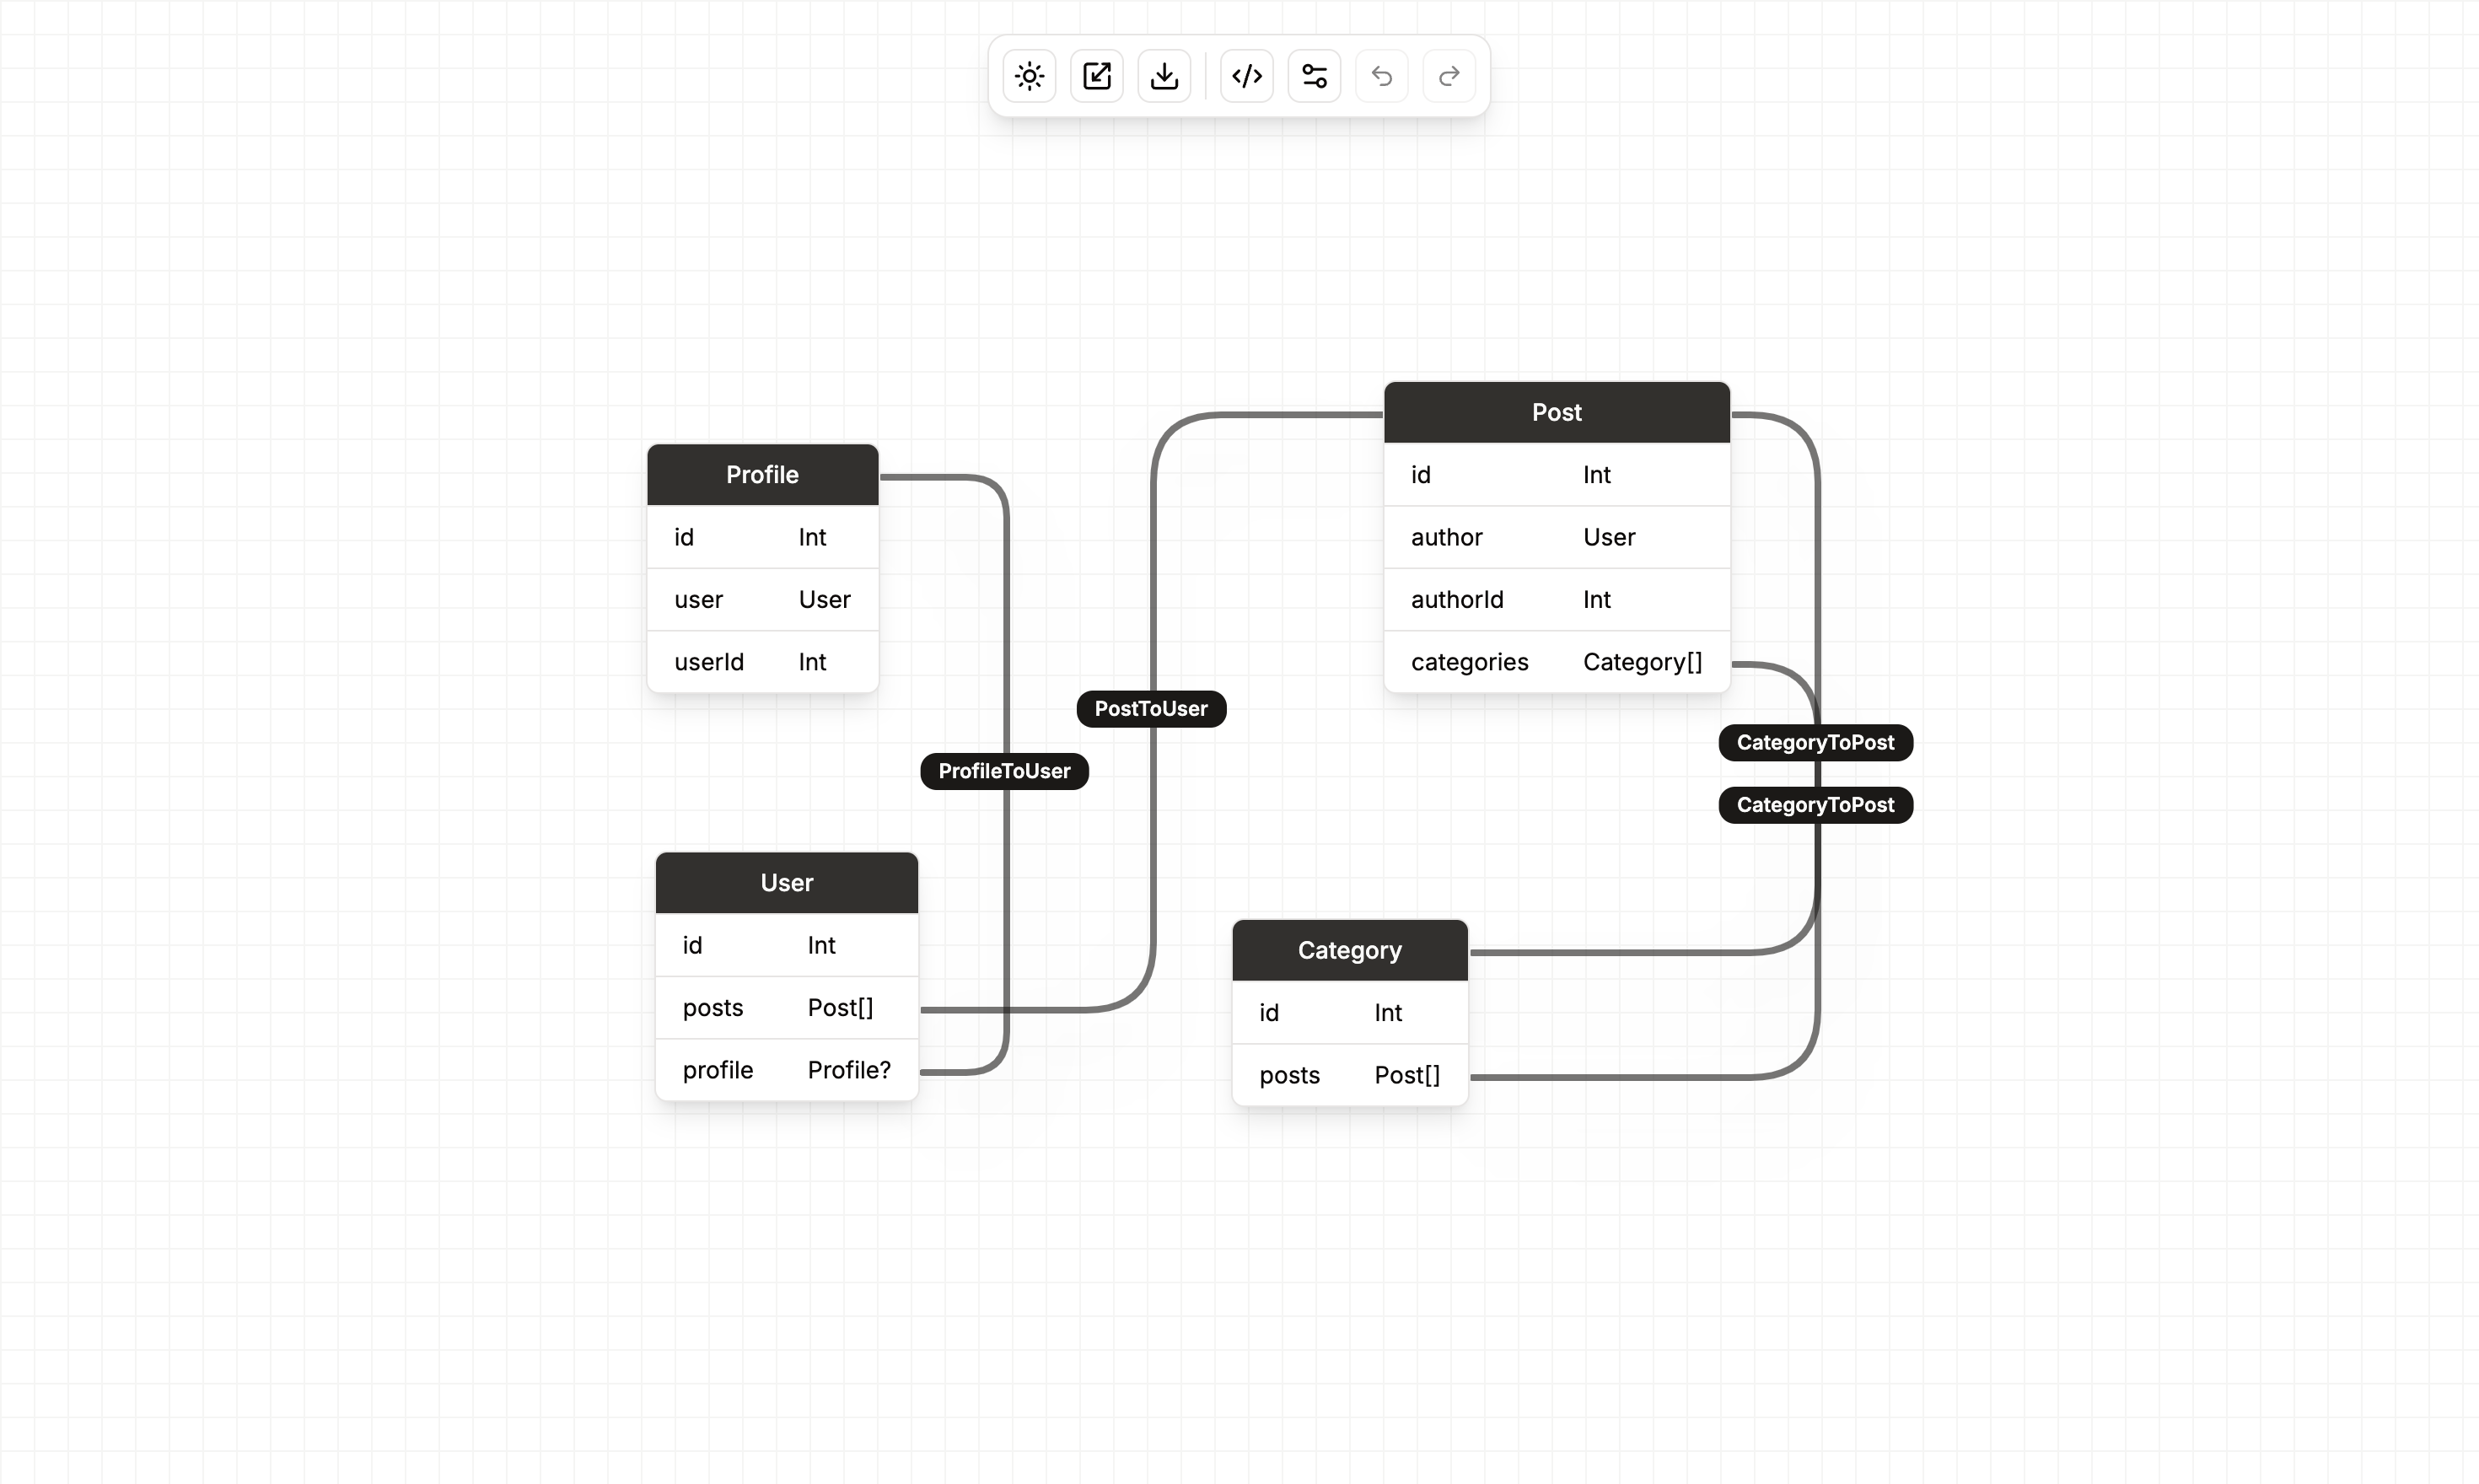 Profile
id Int
user User
userId Int
Post
id Int
author User
authorId Int
categories Category[]
PostToUser
ProfileToUser
CategoryToPost
CategoryToPost
User
id Int
posts Post[]
profile Profile?
Category
id Int
posts Post[]